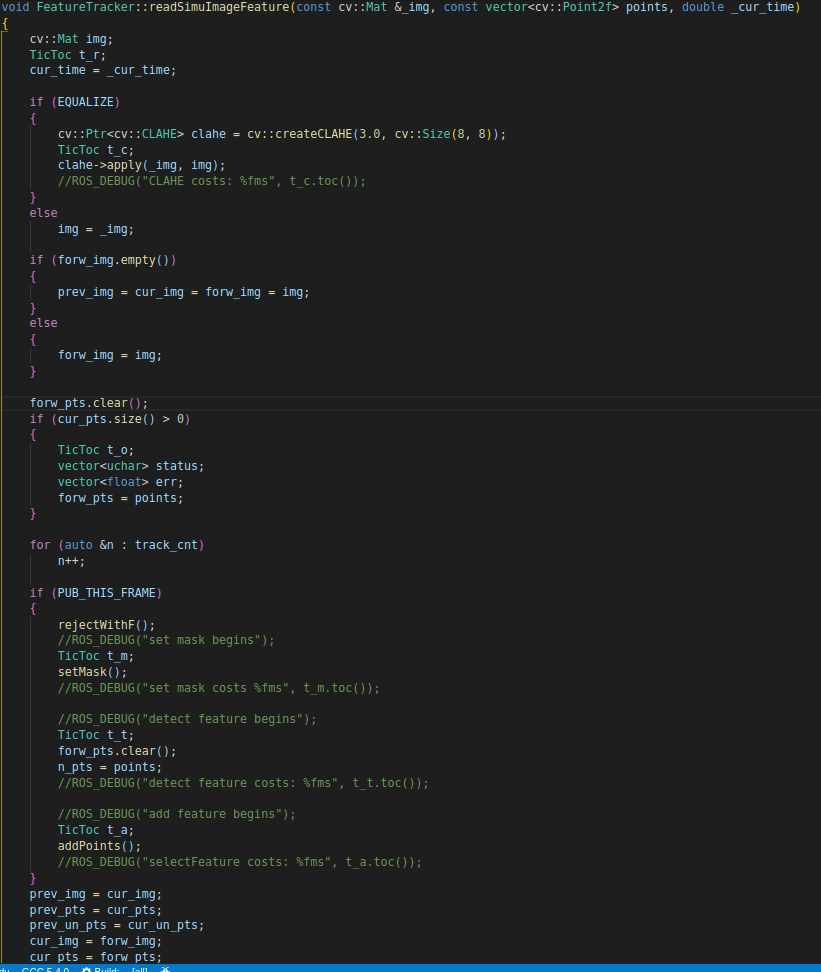 void FeatureTracker::readSimuImageFeature(const cv::Mat &_img, const vector<cv::Point2f> points, double _cur_time)
{
    cv::Mat img;
    TicToc t_r;
    cur_time = _cur_time;

    if (EQUALIZE)
    {
        cv::Ptr<cv::CLAHE> clahe = cv::createCLAHE(3.0, cv::Size(8, 8));
        TicToc t_c;
        clahe->apply(_img, img);
        //ROS_DEBUG("CLAHE costs: %fms", t_c.toc());
    }
    else
        img = _img;

    if (forw_img.empty())
    {
        prev_img = cur_img = forw_img = img;
    }
    else
    {
        forw_img = img;
    }

    forw_pts.clear();
    if (cur_pts.size() > 0)
    {
        TicToc t_o;
        vector<uchar> status;
        vector<float> err;
        forw_pts = points;
    }

    for (auto &n : track_cnt)
        n++;

    if (PUB_THIS_FRAME)
    {
        rejectWithF();
        //ROS_DEBUG("set mask begins");
        TicToc t_m;
        setMask();
        //ROS_DEBUG("set mask costs %fms", t_m.toc());

        //ROS_DEBUG("detect feature begins");
        TicToc t_t;
        forw_pts.clear();
        n_pts = points;
        //ROS_DEBUG("detect feature costs: %fms", t_t.toc());

        //ROS_DEBUG("add feature begins");
        TicToc t_a;
        addPoints();
        //ROS_DEBUG("selectFeature costs: %fms", t_a.toc());
    }
    prev_img = cur_img;
    prev_pts = cur_pts;
    prev_un_pts = cur_un_pts;
    cur_img = forw_img;
    cur_pts = forw_pts;
GCC 5.4.0 Build: [all]